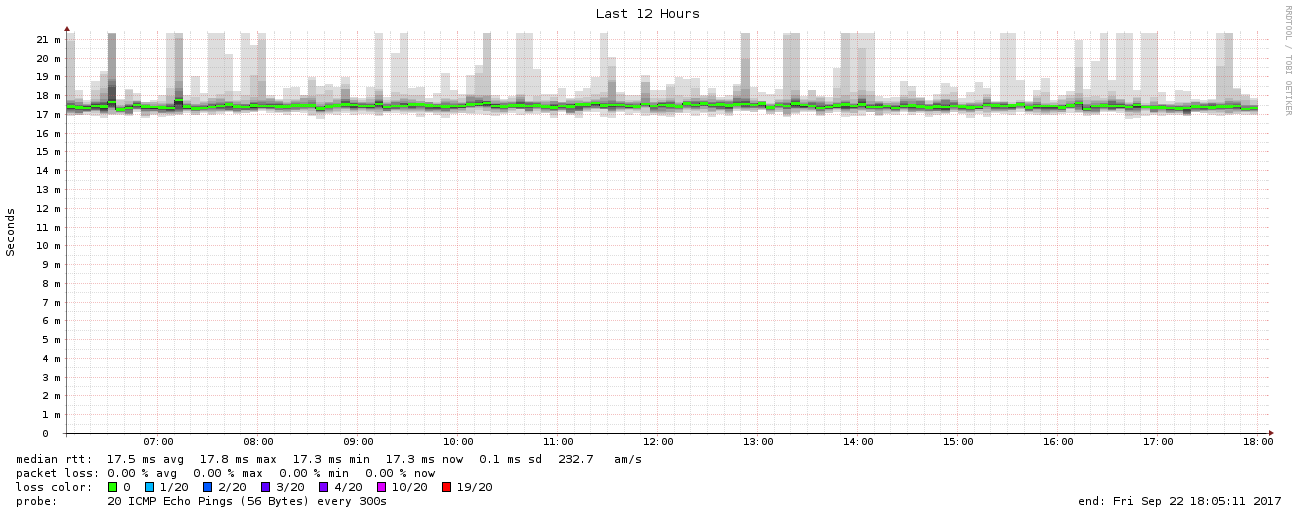 Last 12 Hours
RRDTOOL / TOBI OETIKER
Seconds
21 m
20 m
19 m
18 m
17 m
16 m
15 m
14 m
13 m
12 m
11 m
10 m
9 m
8 m
7 m
6 m
5 m
4 m
3 m
2 m
1 m
0
07:00 08:00 09:00 10:00 11:00 12:00 13:00 14:00 15:00 16:00 17:00 18:00
median rtt: 17.5 ms avg 17.8 ms max 17.3 ms min 17.3 ms now 0.1 ms sd 232.7 am/s
packet loss: 0.00 % avg 0.00 % max 0.00 % min 0.00 % now
loss color: 0 1/20 2/20 3/20 4/20 10/20 19/20
probe: 20 ICMP Echo Pings (56 Bytes) every 300s end: Fri Sep 22 18:05:11 2017